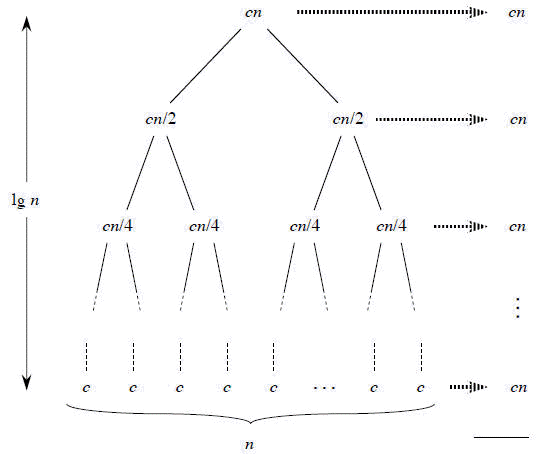 cn cn
cn/2 cn/2 cn
lg n
cn/4 cn/4 cn/4 cn/4 cn
⋮
c c c c c ... c c cn
n